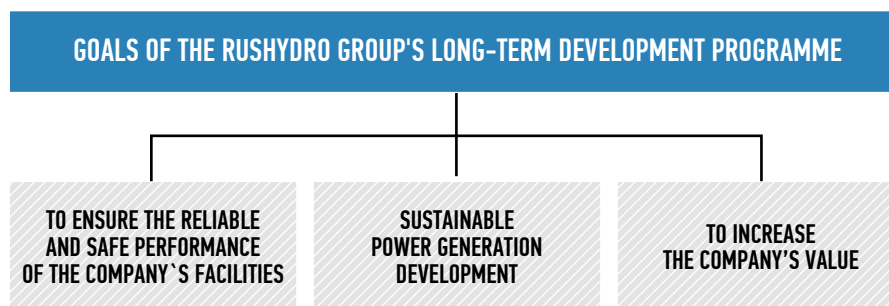 GOALS OF THE RUSHYDRO GROUP'S LONG-TERM DEVELOPMENT PROGRAMME
TO ENSURE THE RELIABLE
AND SAFE PERFORMANCE
OF THE COMPANY`S FACILITIES
SUSTAINABLE
POWER GENERATION
DEVELOPMENT
TO INCREASE
THE COMPANY’S VALUE